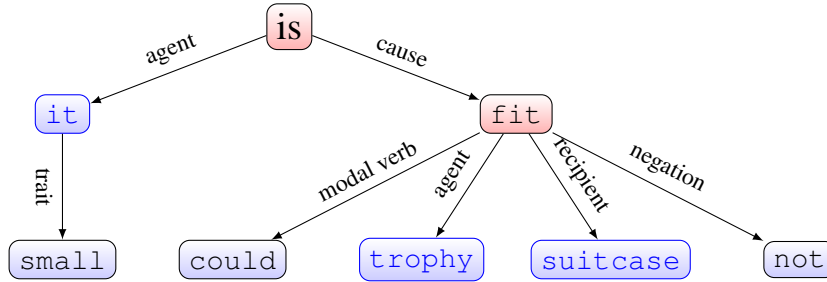 is
agent
cause
it
fit
trait
modal verb
agent
recipient
negation
small
could
trophy
suitcase
not